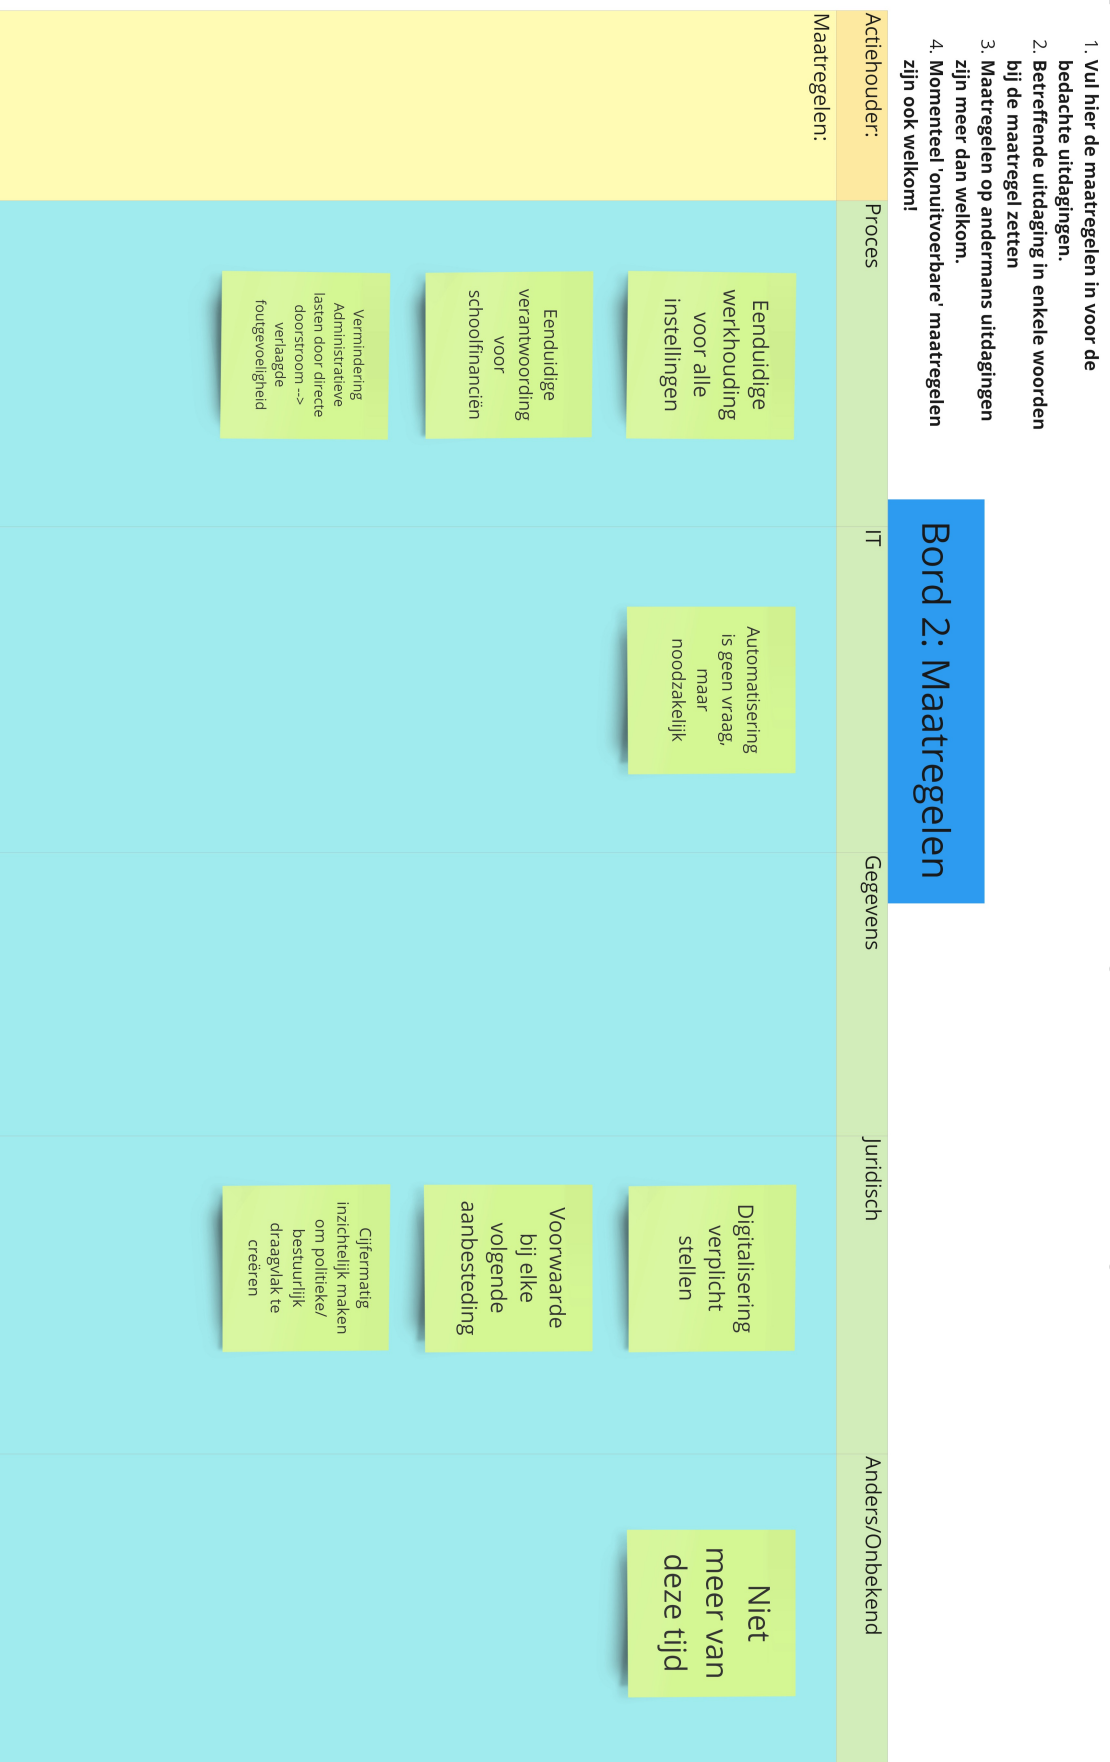 1. Vul hier de maatregelen in voor de
bedachte uitdagingen.
2. Betreffende uitdaging in enkele woorden
bij de maatregel zetten
3. Maatregelen op andermans uitdagingen
zijn meer dan welkom.
4. Momenteel 'onuitvoerbare' maatregelen
zijn ook welkom!
Bord 2: Maatregelen
Actiehouder:
Proces
IT
Gegevens
Juridisch
Anders/Onbekend
Maatregelen:
Eenduidige
werkhouding
voor alle
instellingen
Eenduidige
verantwoording
voor
schoolfinanciën
Vermindering
Administratieve
lasten door directe
doorstroom -->
verlaagde
foutgevoeligheid
Automatisering
is geen vraag,
maar
noodzakelijk
Digitalisering
verplicht
stellen
Voorwaarde
bij elke
volgende
aanbesteding
Cijfermatig
inzichtelijk maken
om politieke/
bestuurlijk
draagvlak te
creëren
Niet
meer van
deze tijd